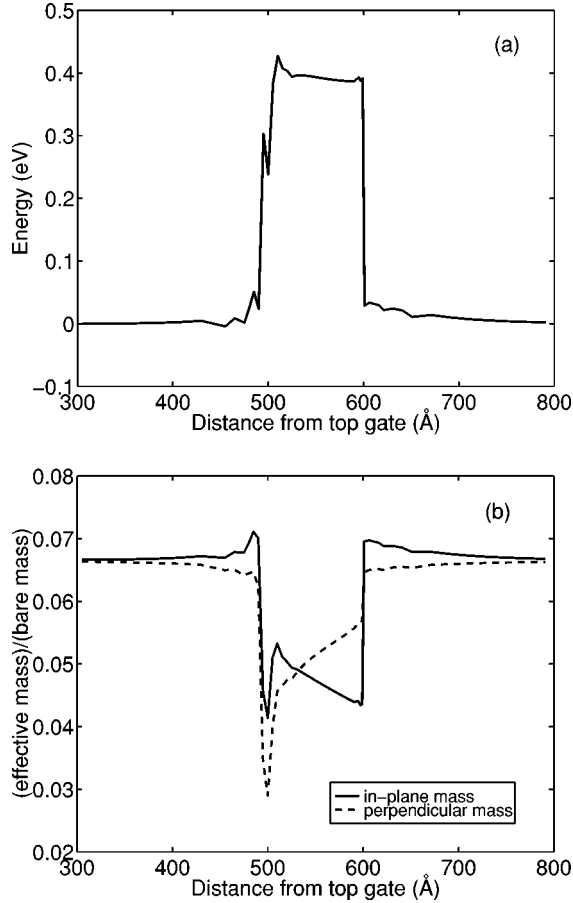 (a)
Energy (eV)
0.5
0.4
0.3
0.2
0.1
0
−0.1
300 400 500 600 700 800
Distance from top gate (Å)
(b)
(effective mass)/(bare mass)
0.08
0.07
0.06
0.05
0.04
0.03
0.02
in−plane mass
perpendicular mass
300 400 500 600 700 800
Distance from top gate (Å)